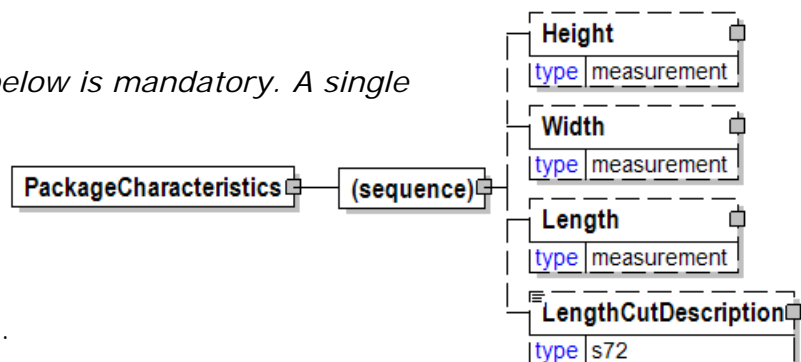 below is mandatory. A single
PackageCharacteristics
(sequence)
Height
type measurement
Width
type measurement
Length
type measurement
LengthCutDescription
type s72
.